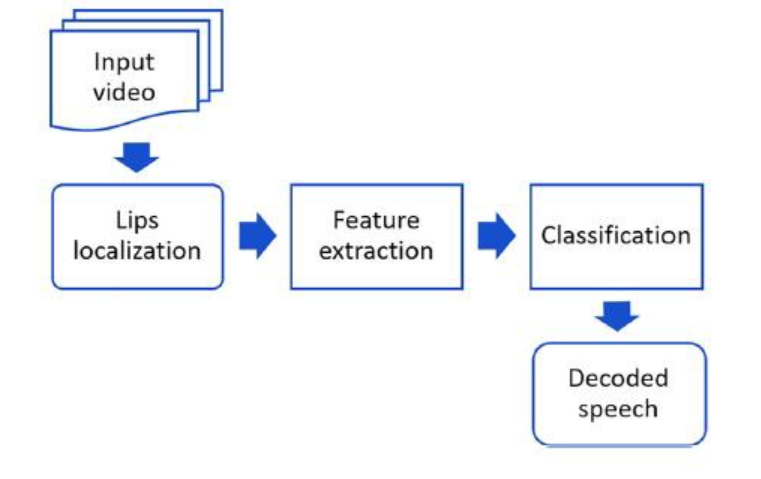 Input
video
Lips
localization
Feature
extraction
Classification
Decoded
speech